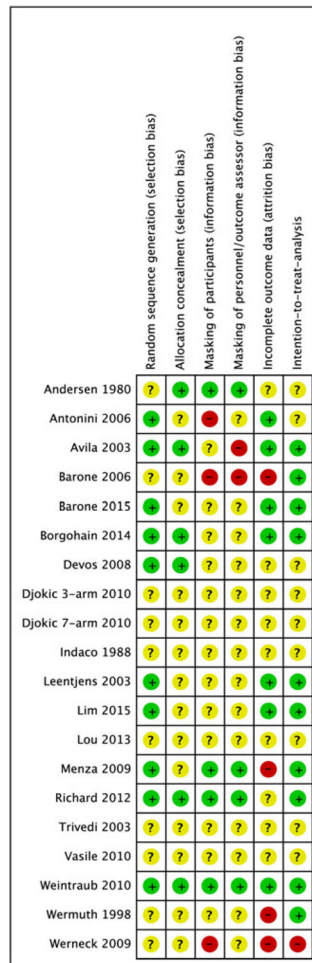 Random sequence generation (selection bias)
Allocation concealment (selection bias)
Masking of participants (information bias)
Masking of personnel/outcome assessor (information bias)
Incomplete outcome data (attrition bias)
Intention-to-treat-analysis
Andersen 1980 ? + + + ? ?
Antonini 2006 + ? - ? + ?
Avila 2003 + + ? - + +
Barone 2006 ? ? - - - +
Barone 2015 + ? ? ? + +
Borgohain 2014 + + ? ? + +
Devos 2008 + + ? ? ? ?
Djokic 3-arm 2010 ? ? ? ? ? ?
Djokic 7-arm 2010 ? ? ? ? ? ?
Indaco 1988 ? ? ? ? ? ?
Leentjens 2003 + ? ? ? + +
Lim 2015 + ? ? ? + +
Lou 2013 ? ? ? ? ? ?
Menza 2009 + ? + + - +
Richard 2012 + + + + ? +
Trivedi 2003 ? ? ? ? ? ?
Vasile 2010 ? ? ? ? ? ?
Weintraub 2010 + + + + + +
Wermuth 1998 ? ? ? ? - +
Werneck 2009 ? ? - ? - -